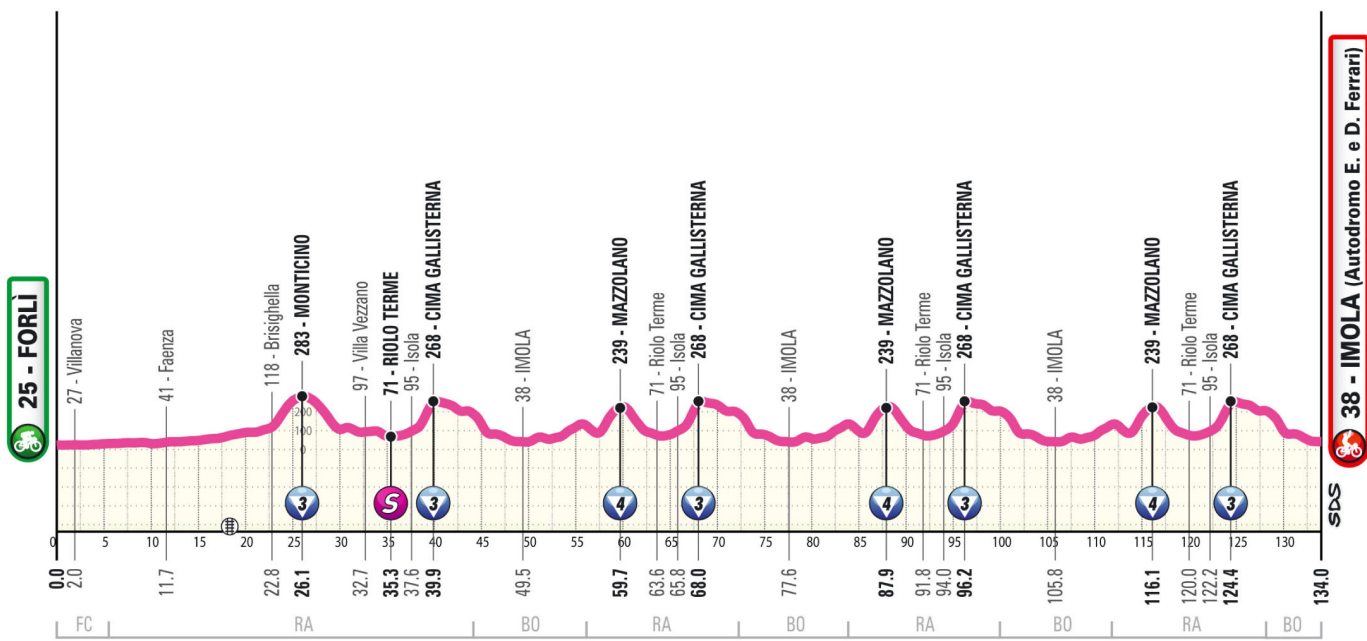 25 - FORLÌ
27 - Villanova
41 - Faenza
118 - Brisighella
283 - MONTICINO
97 - Villa Vezzano
71 - RIOLO TERME
95 - Isola
268 - CIMA GALLISTERNA
38 - IMOLA
239 - MAZZOLANO
71 - Riolo Terme
95 - Isola
268 - CIMA GALLISTERNA
38 - IMOLA
239 - MAZZOLANO
71 - Riolo Terme
95 - Isola
268 - CIMA GALLISTERNA
38 - IMOLA
239 - MAZZOLANO
71 - Riolo Terme
95 - Isola
268 - CIMA GALLISTERNA
38 - IMOLA (Autodromo E. e D. Ferrari)
200
100
0
3 S 3 4 3 4 3 4 3
SDS
0 5 10 15 20 25 30 35 40 45 50 55 60 65 70 75 80 85 90 95 100 105 110 115 120 125 130
0.0 2.0 11.7 22.8 26.1 32.7 35.3 37.6 39.9 49.5 59.7 63.6 65.8 68.0 77.6 87.9 91.8 94.0 96.2 105.8 116.1 120.0 122.2 124.4 134.0
FC RA BO RA BO RA BO RA BO